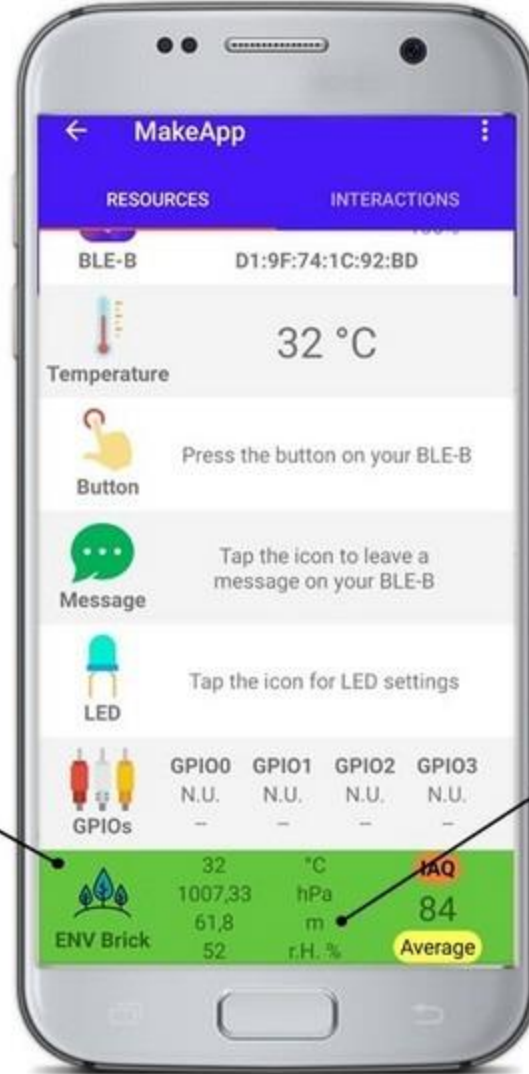 MakeApp
RESOURCES INTERACTIONS
BLE-B D1:9F:74:1C:92:BD
Temperature 32 °C
Button Press the button on your BLE-B
Message Tap the icon to leave a
message on your BLE-B
LED Tap the icon for LED settings
GPIOs
GPIO0 GPIO1 GPIO2 GPIO3
N.U. N.U. N.U. N.U.
– – – –
ENV Brick
32 °C
1007,33 hPa
61,8 m
52 r.H. %
IAQ
84
Average